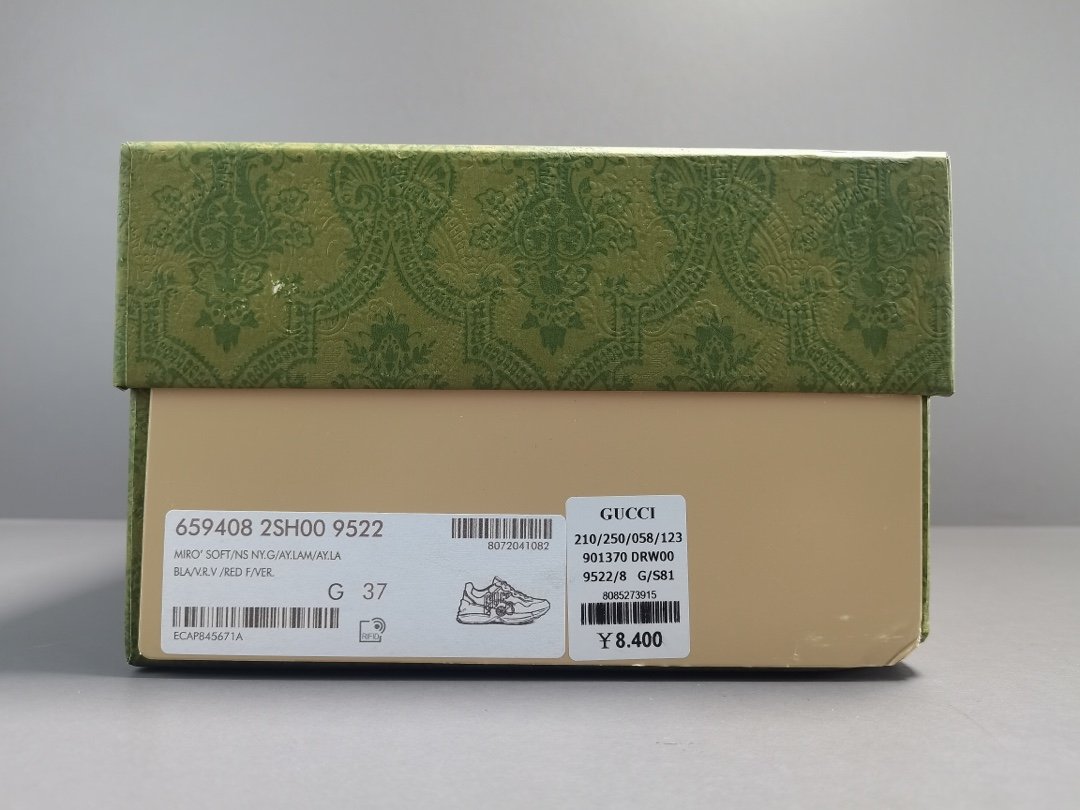 659408 2SH00 9522
8072041082
MIRO' SOFT/NS NY.G/AY.LAM/AY.LA
BLA/V.R.V /RED F/VER.
G 37
ECAP845671A
RFID
GUCCI
210/250/058/123
901370 DRW00
9522/8 G/S81
8085273915
¥8.400